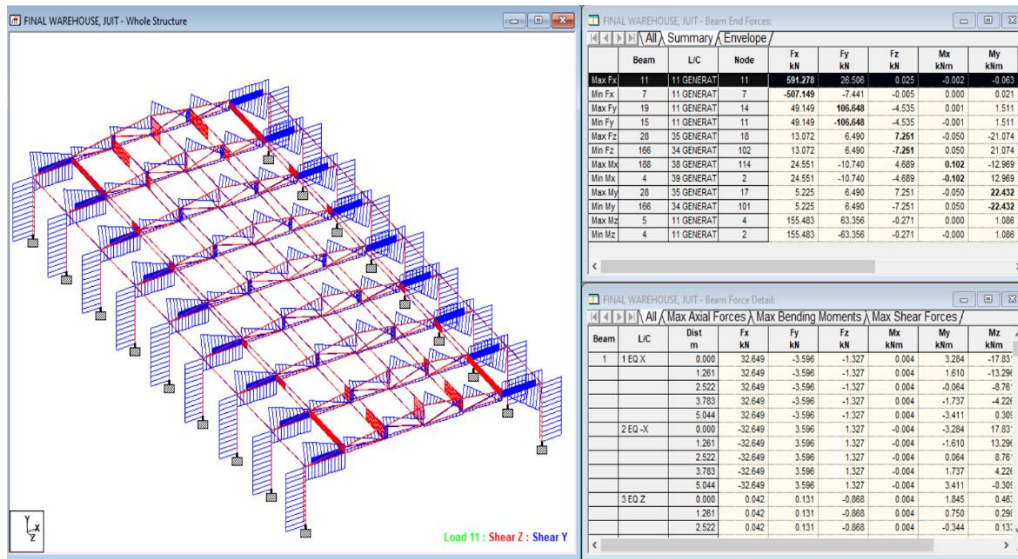 FINAL WAREHOUSE, JUIT - Whole Structure
Load 11 : Shear Z : Shear Y
Y X Z
FINAL WAREHOUSE, JUIT - Beam End Forces:
All Summary Envelope
Beam L/C Node Fx kN Fy kN Fz kN Mx kNm My kNm
Max Fx 11 11 GENERAT 11 591.278 26.506 0.025 -0.002 -0.063
Min Fx 7 11 GENERAT 7 -507.149 -7.441 -0.005 0.000 0.021
Max Fy 19 11 GENERAT 14 49.149 106.648 -4.535 0.001 1.511
Min Fy 15 11 GENERAT 11 49.149 -106.648 -4.535 -0.001 1.511
Max Fz 28 35 GENERAT 18 13.072 6.490 7.251 -0.050 -21.074
Min Fz 166 34 GENERAT 102 13.072 6.490 -7.251 0.050 21.074
Max Mx 188 38 GENERAT 114 24.551 -10.740 4.689 0.102 -12.969
Min Mx 4 39 GENERAT 2 24.551 -10.740 -4.689 -0.102 12.969
Max My 28 35 GENERAT 17 5.225 6.490 7.251 -0.050 22.432
Min My 166 34 GENERAT 101 5.225 6.490 -7.251 0.050 -22.432
Max Mz 5 11 GENERAT 4 155.483 63.356 -0.271 0.000 1.086
Min Mz 4 11 GENERAT 2 155.483 -63.356 -0.271 -0.000 1.086
FINAL WAREHOUSE, JUIT - Beam Force Detail:
All Max Axial Forces Max Bending Moments Max Shear Forces
Beam L/C Dist m Fx kN Fy kN Fz kN Mx kNm My kNm Mz kNm
1 1 EQ X 0.000 32.649 -3.596 -1.327 0.004 3.284
1.261 32.649 -3.596 -1.327 0.004 1.610
2.522 32.649 -3.596 -1.327 0.004 -0.064
3.783 32.649 -3.596 -1.327 0.004 -1.737
5.044 32.649 -3.596 -1.327 0.004 -3.411
2 EQ -X 0.000 -32.649 3.596 1.327 -0.004 -3.284
1.261 -32.649 3.596 1.327 -0.004 -1.610
2.522 -32.649 3.596 1.327 -0.004 0.064
3.783 -32.649 3.596 1.327 -0.004 1.737
5.044 -32.649 3.596 1.327 -0.004 3.411
3 EQ Z 0.000 0.042 0.131 -0.868 0.004 1.845
1.261 0.042 0.131 -0.868 0.004 0.750
2.522 0.042 0.131 -0.868 0.004 -0.344